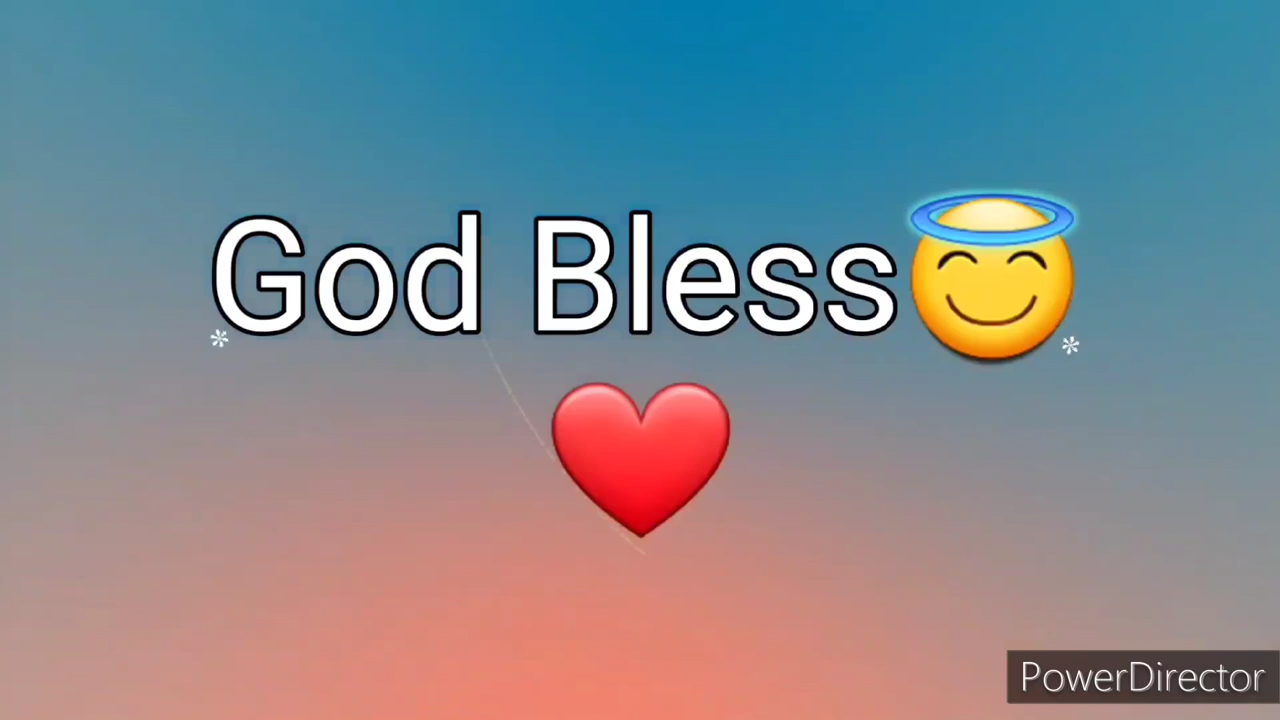 God Bless😇
* *
❤️
PowerDirector